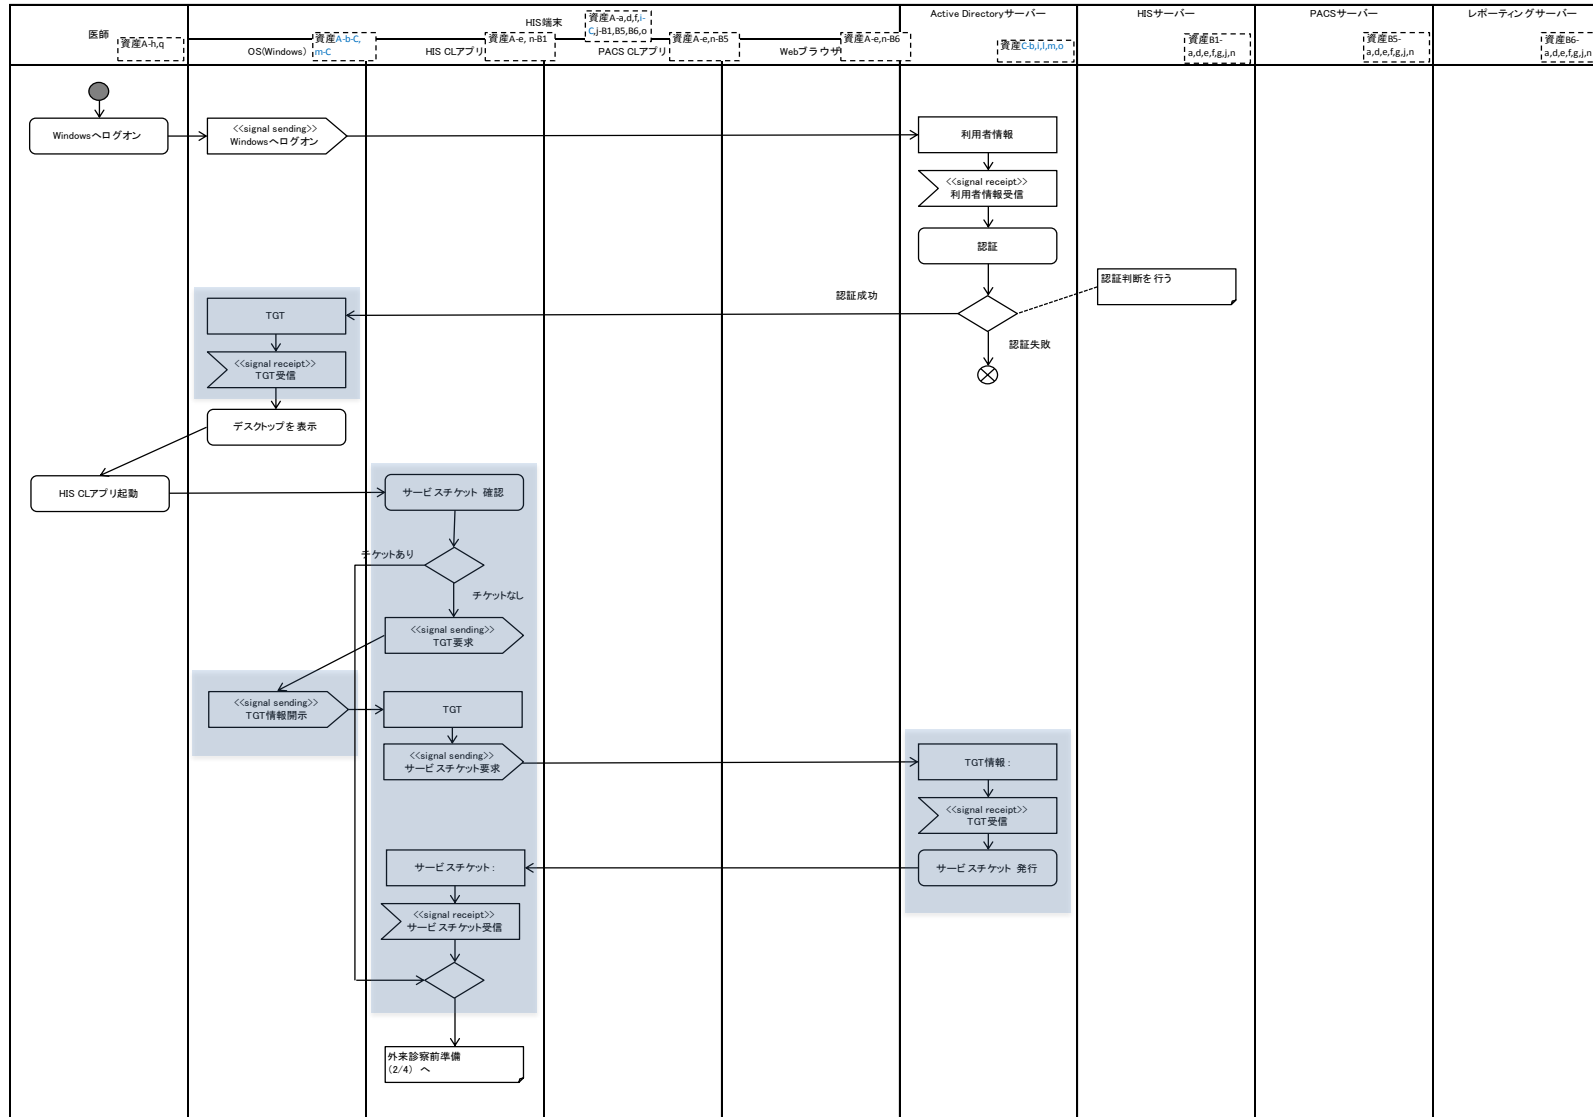 医師
資産A-h,q
HIS端末
資産A-a,d,f,i-
C,j-B1,B5,B6,o
OS(Windows)
資産A-b-C,
m-C
HIS CLアプリ
資産A-e, n-B1
PACS CLアプリ
資産A-e,n-B5
Webブラウザ
資産A-e,n-B6
Active Directoryサーバー
資産C-b,i,l,m,o
HISサーバー
資産B1-
a,d,e,f,g,j,n
PACSサーバー
資産B5-
a,d,e,f,g,j,n
レポーティングサーバー
資産B6-
a,d,e,f,g,j,n
Windowsへログオン
<<signal sending>>
Windowsへログオン
利用者情報
<<signal receipt>>
利用者情報受信
認証
認証判断を行う
認証成功
認証失敗
TGT
<<signal receipt>>
TGT受信
デスクトップを表示
HIS CLアプリ起動
サービスチケット 確認
チケットあり
チケットなし
<<signal sending>>
TGT要求
<<signal sending>>
TGT情報開示
TGT
<<signal sending>>
サービスチケット要求
TGT情報：
<<signal receipt>>
TGT受信
サービスチケット 発行
サービスチケット：
<<signal receipt>>
サービスチケット受信
外来診察前準備
(2/4) へ